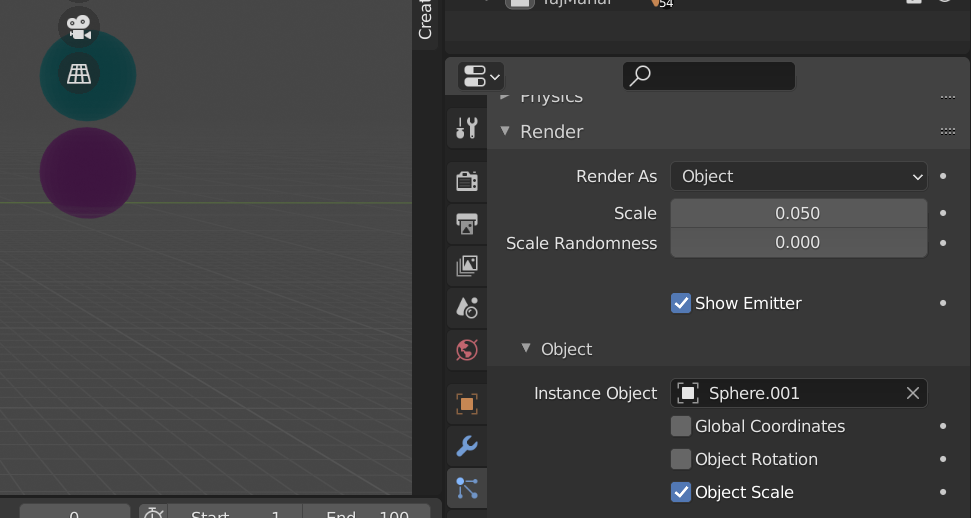 TajMahal
54
Creat
Physics
Render
Render As Object
Scale 0.050
Scale Randomness 0.000
Show Emitter
Object
Instance Object Sphere.001
Global Coordinates
Object Rotation
Object Scale
0 Start 1 End 100